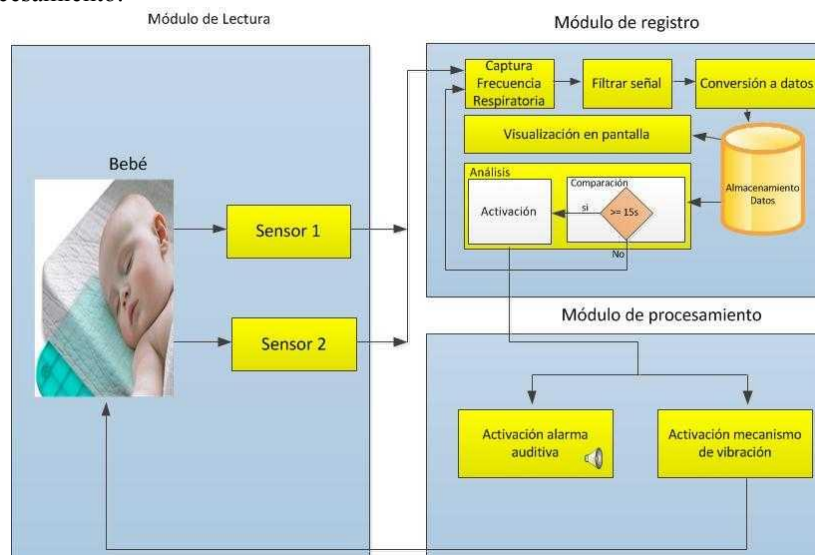 Módulo de Lectura
Bebé
Sensor 1
Sensor 2
Módulo de registro
Captura
Frecuencia
Respiratoria
Filtrar señal
Conversión a datos
Visualización en pantalla
Almacenamiento
Datos
Análisis
Comparación
Activación
si
>= 15s
No
Módulo de procesamiento
Activación alarma
auditiva
Activación mecanismo
de vibración